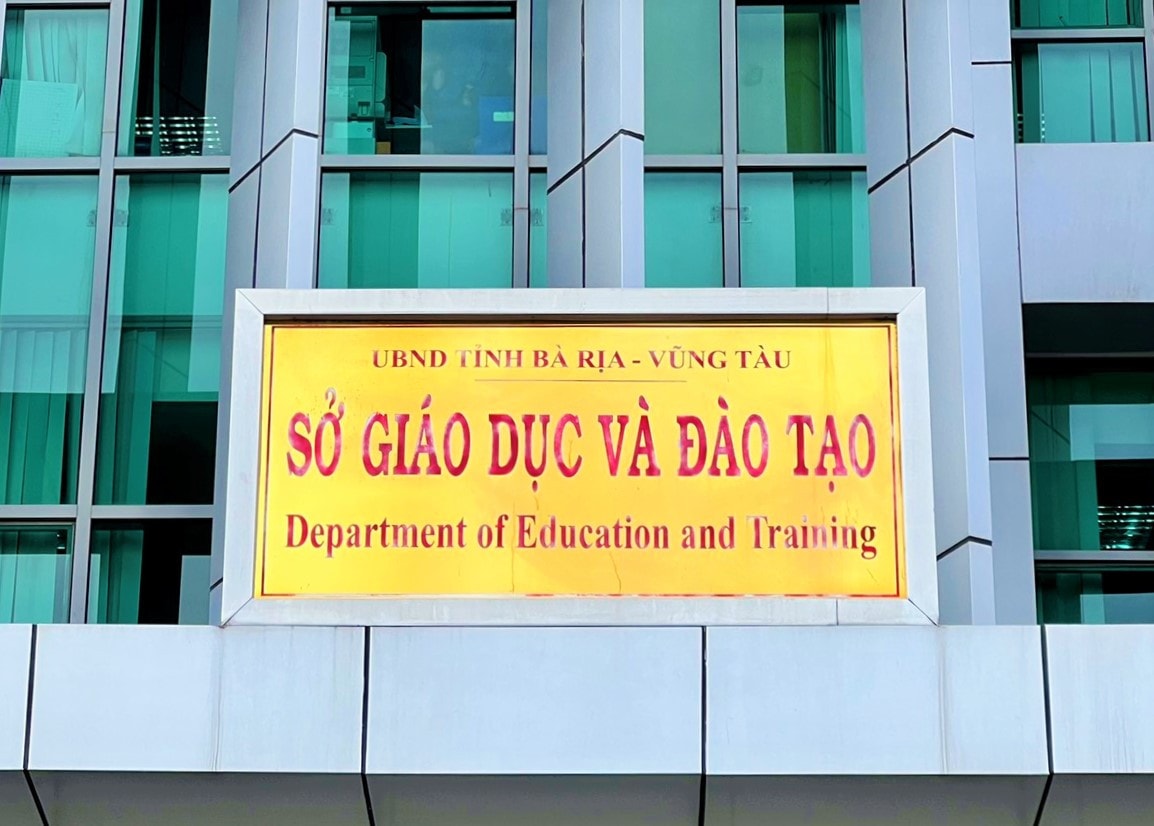 UBND TỈNH BÀ RỊA - VŨNG TÀU
SỞ GIÁO DỤC VÀ ĐÀO TẠO
Department of Education and Training